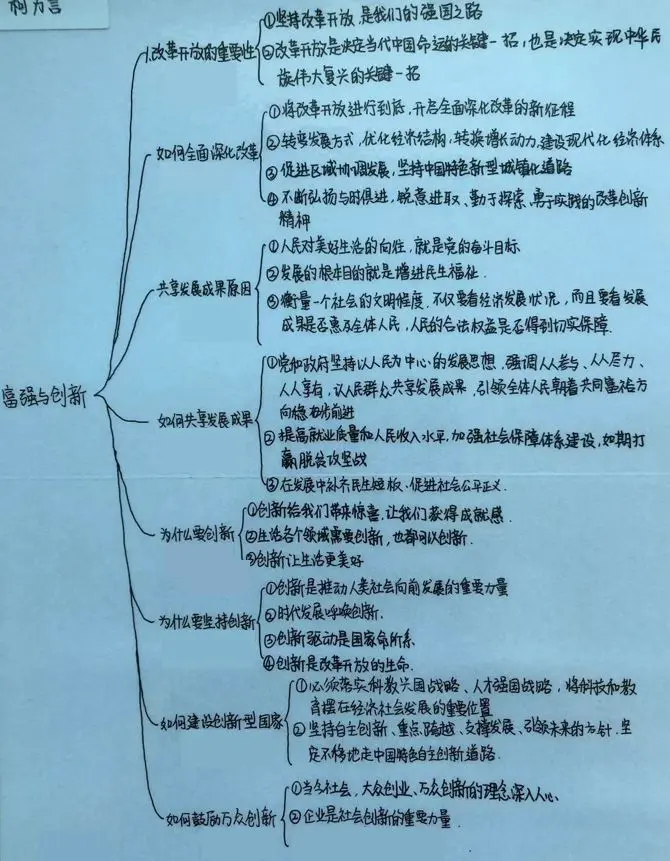 柯力言
1.改革开放的重要性
①坚持改革开放,是我们的强国之路
②改革开放是决定当代中国命运的关键一招,也是决定实现中华民
族伟大复兴的关键一招
如何全面深化改革
①将改革开放进行到底,开启全面深化改革的新征程
②转变发展方式,优化经济结构,转换增长动力,建设现代化经济体系
③促进区域协调发展,坚持中国特色新型城镇化道路
④不断弘扬与时俱进、锐意进取、勤于探索、勇于实践的改革创新
精神
共享发展成果原因
①人民对美好生活的向往,就是党的奋斗目标
②发展的根本目的就是增进民生福祉.
③衡量一个社会的文明程度,不仅要看经济发展状况,而且要看发展
成果是否惠及全体人民,人民的合法权益是否得到切实保障.
富强与创新
如何共享发展成果
①党和政府坚持以人民为中心的发展思想,强调人人参与、人人尽力、
人人享有,让人民群众共享发展成果,引领全体人民朝着共同富裕方
向稳步前进
②提高就业质量和人民收入水平,加强社会保障体系建设,如期打
赢脱贫攻坚战
③在发展中补齐民生短板、促进社会公平正义.
为什么要创新
①创新给我们带来惊喜,让我们获得成就感.
②生活各个领域需要创新,也都可以创新.
③创新让生活更美好
为什么要坚持创新
①创新是推动人类社会向前发展的重要力量
②时代发展呼唤创新.
③创新驱动是国家命所系
④创新是改革开放的生命.
如何建设创新型国家
①必须落实科教兴国战略、人才强国战略,将科技和教
育摆在经济社会发展的重要位置
②坚持自主创新、重点跨越、支撑发展、引领未来的方针.坚
定不移地走中国特色自主创新道路.
如何鼓励万众创新
①当今社会,大众创业、万众创新的理念深入人心.
②企业是社会创新的重要力量.